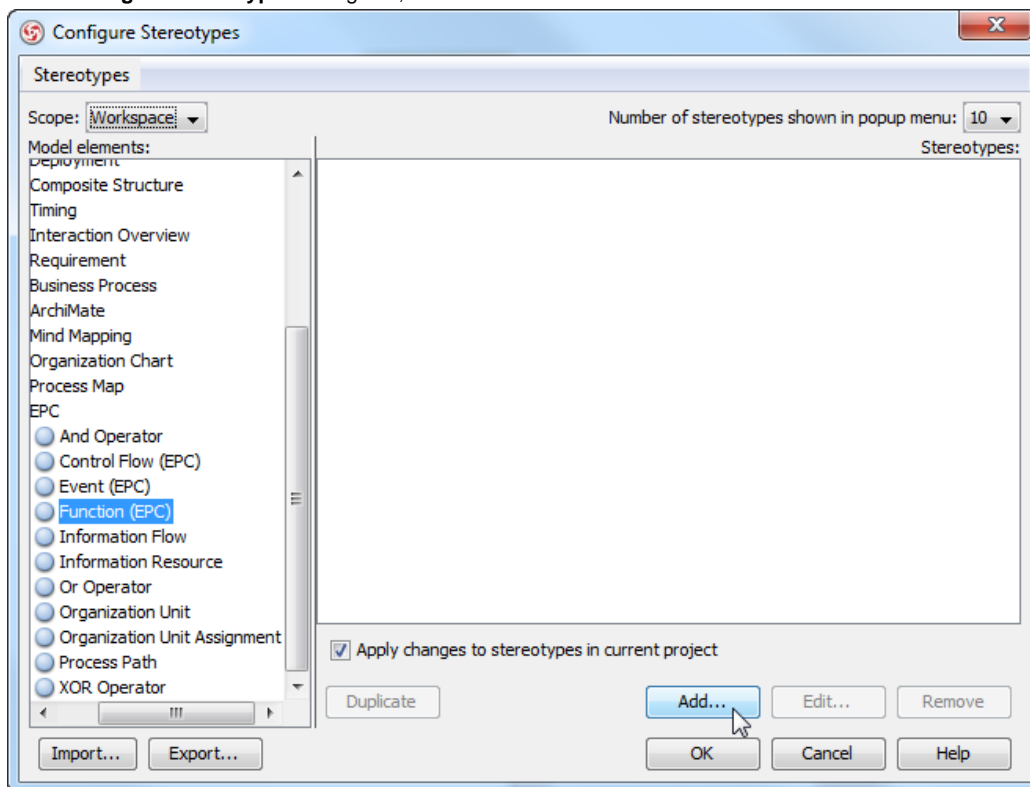 Configure Stereotypes
Stereotypes
Scope: Workspace
Number of stereotypes shown in popup menu: 10
Model elements:
Stereotypes:
Deployment
Composite Structure
Timing
Interaction Overview
Requirement
Business Process
ArchiMate
Mind Mapping
Organization Chart
Process Map
EPC
And Operator
Control Flow (EPC)
Event (EPC)
Function (EPC)
Information Flow
Information Resource
Or Operator
Organization Unit
Organization Unit Assignment
Process Path
XOR Operator
Apply changes to stereotypes in current project
Duplicate
Add...
Edit...
Remove
Import...
Export...
OK
Cancel
Help